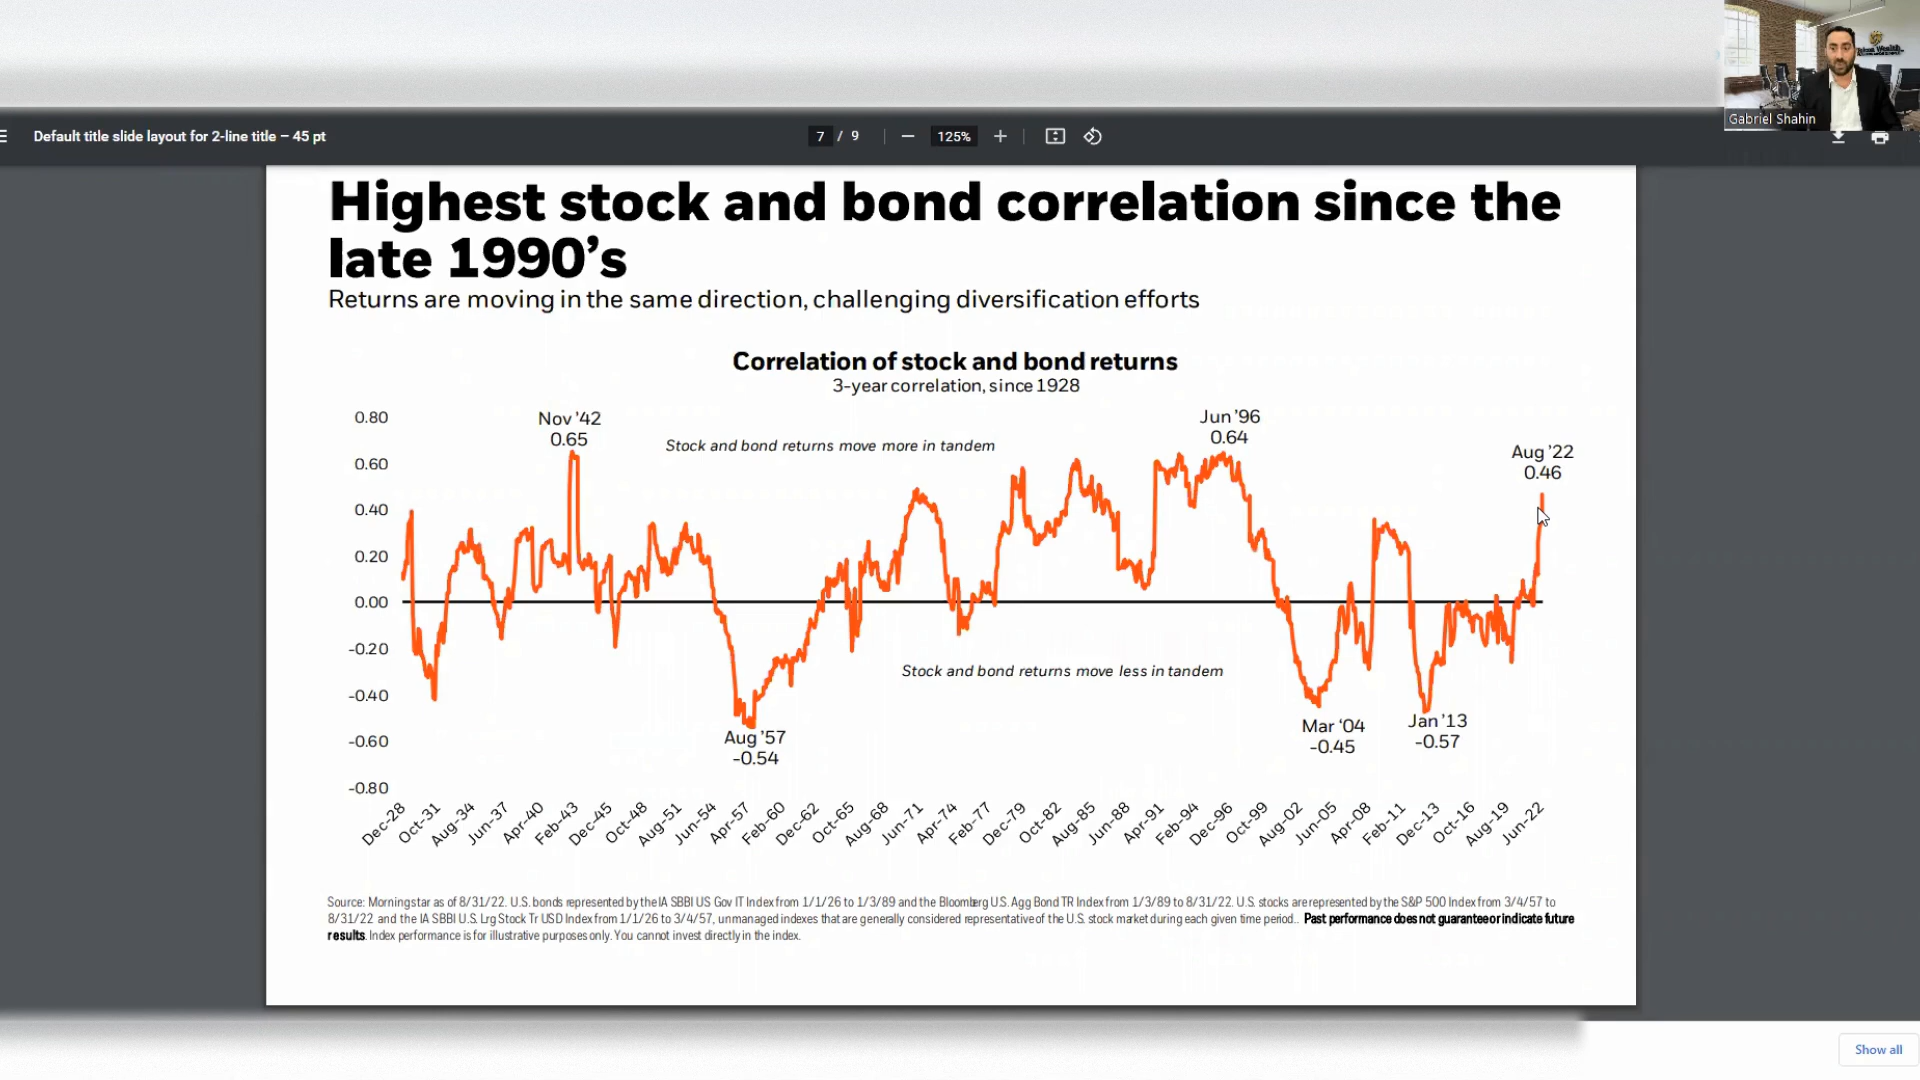 Gabriel Shahin
Default title slide layout for 2-line title – 45 pt
7 / 9
125%
Highest stock and bond correlation since the
late 1990’s
Returns are moving in the same direction, challenging diversification efforts
Correlation of stock and bond returns
3-year correlation, since 1928
0.80
0.60
0.40
0.20
0.00
-0.20
-0.40
-0.60
-0.80
Nov ’42
0.65
Stock and bond returns move more in tandem
Jun ’96
0.64
Aug ’22
0.46
Stock and bond returns move less in tandem
Aug ’57
-0.54
Mar ‘04
-0.45
Jan ’13
-0.57
Dec-28
Oct-31
Aug-34
Jun-37
Apr-40
Feb-43
Dec-45
Oct-48
Aug-51
Jun-54
Apr-57
Feb-60
Dec-62
Oct-65
Aug-68
Jun-71
Apr-74
Feb-77
Dec-79
Oct-82
Aug-85
Jun-88
Apr-91
Feb-94
Dec-96
Oct-99
Aug-02
Jun-05
Apr-08
Feb-11
Dec-13
Oct-16
Aug-19
Jun-22
Source: Morningstar as of 8/31/22. U.S. bonds represented by the IA SBBI US Gov IT Index from 1/1/26 to 1/3/89 and the Bloomberg U.S. Agg Bond TR Index from 1/3/89 to 8/31/22. U.S. stocks are represented by the S&P 500 Index from 3/4/57 to
8/31/22 and the IA SBBI U.S. Lrg Stock Tr USD Index from 1/1/26 to 3/4/57, unmanaged indexes that are generally considered representative of the U.S. stock market during each given time period.. Past performance does not guarantee or indicate future
results. Index performance is for illustrative purposes only. You cannot invest directly in the index.
Show all